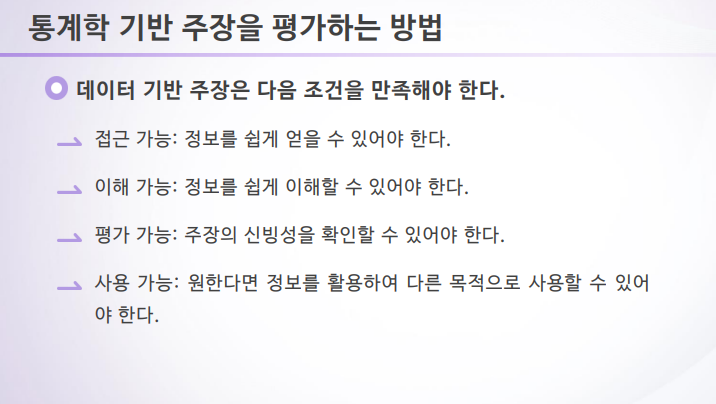 통계학 기반 주장을 평가하는 방법
데이터 기반 주장은 다음 조건을 만족해야 한다.
접근 가능: 정보를 쉽게 얻을 수 있어야 한다.
이해 가능: 정보를 쉽게 이해할 수 있어야 한다.
평가 가능: 주장의 신빙성을 확인할 수 있어야 한다.
사용 가능: 원한다면 정보를 활용하여 다른 목적으로 사용할 수 있어
야 한다.